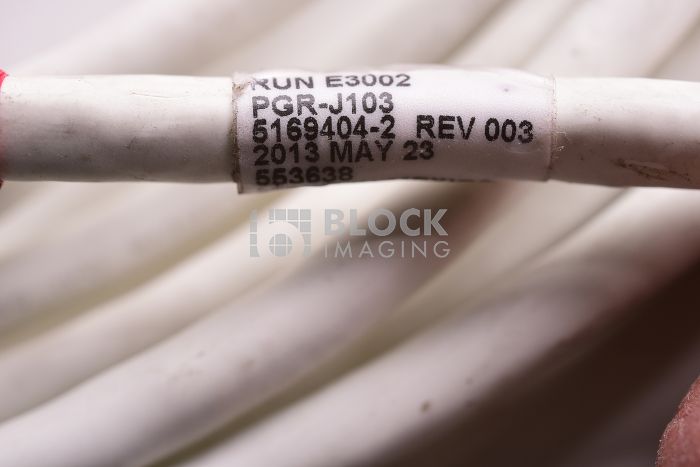 RUN E3002
PGR-J103
5169404-2 REV 003
2013 MAY 23
553638
BLOCK
IMAGING